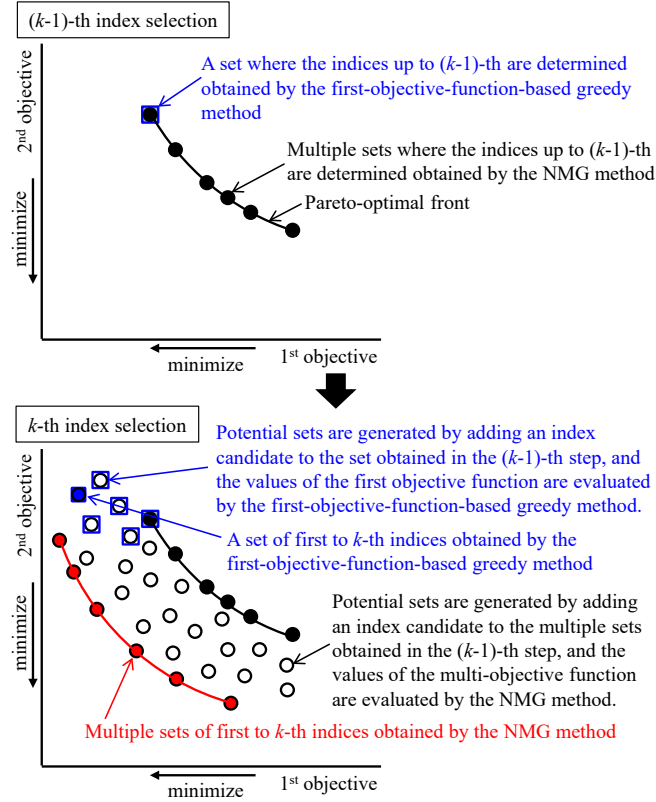 (k-1)-th index selection
A set where the indices up to (k-1)-th are determined
obtained by the first-objective-function-based greedy
method
2nd objective
minimize
Multiple sets where the indices up to (k-1)-th
are determined obtained by the NMG method
Pareto-optimal front
minimize
1st objective
k-th index selection
Potential sets are generated by adding an index
candidate to the set obtained in the (k-1)-th step, and
the values of the first objective function are evaluated
by the first-objective-function-based greedy method.
2nd objective
minimize
A set of first to k-th indices obtained by the
first-objective-function-based greedy method
Potential sets are generated by adding
an index candidate to the multiple sets
obtained in the (k-1)-th step, and the
values of the multi-objective function
are evaluated by the NMG method.
Multiple sets of first to k-th indices obtained by the NMG method
minimize
1st objective